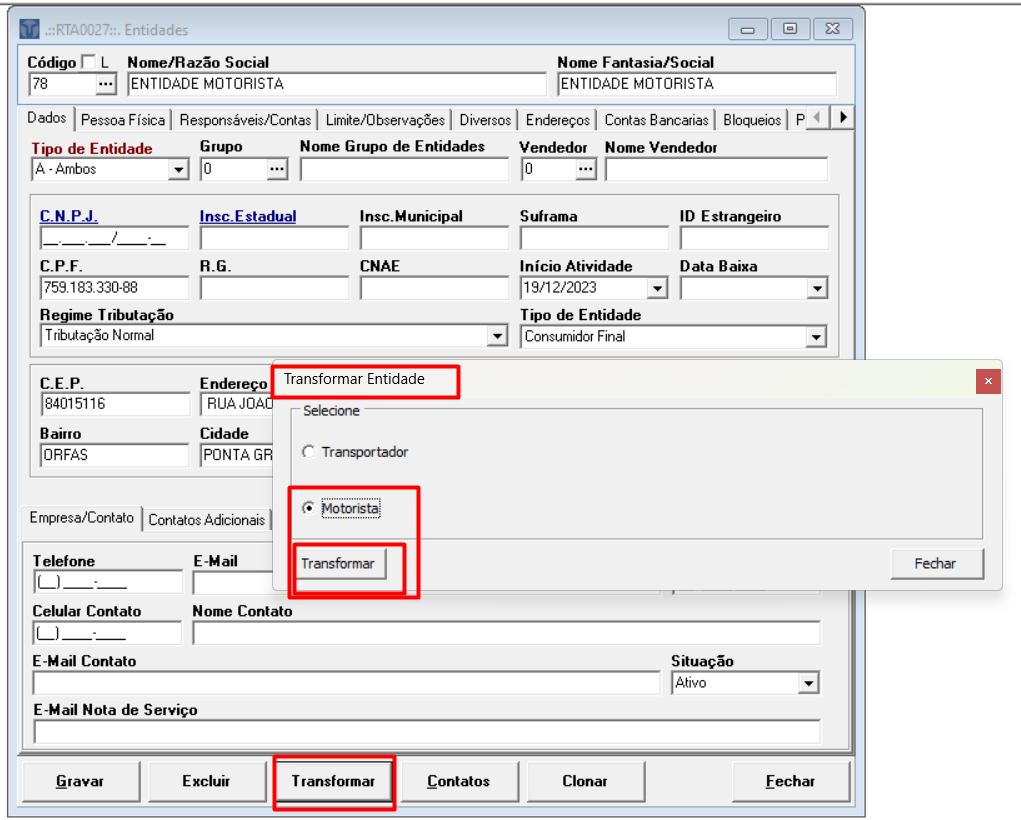 .::RTA0027::. Entidades
Código L Nome/Razão Social Nome Fantasia/Social
78 ... ENTIDADE MOTORISTA ENTIDADE MOTORISTA
Dados Pessoa Física Responsáveis/Contas Limite/Observações Diversos Endereços Contas Bancarias Bloqueios P
Tipo de Entidade Grupo Nome Grupo de Entidades Vendedor Nome Vendedor
A - Ambos 0 ... 0 ...
C.N.P.J. Insc.Estadual Insc.Municipal Suframa ID Estrangeiro
__.___.___/____-__
C.P.F. R.G. CNAE Início Atividade Data Baixa
759.183.330-88 19/12/2023
Regime Tributação Tipo de Entidade
Tributação Normal Consumidor Final
C.E.P. Endereço
84015116 RUA JOAO
Bairro Cidade
ORFAS PONTA GR
Transformar Entidade
Selecione
Transportador
Motorista
Transformar Fechar
Empresa/Contato Contatos Adicionais
Telefone E-Mail
(__)____-____
Celular Contato Nome Contato
(__)____-____
E-Mail Contato Situação
Ativo
E-Mail Nota de Serviço
Gravar Excluir Transformar Contatos Clonar Fechar